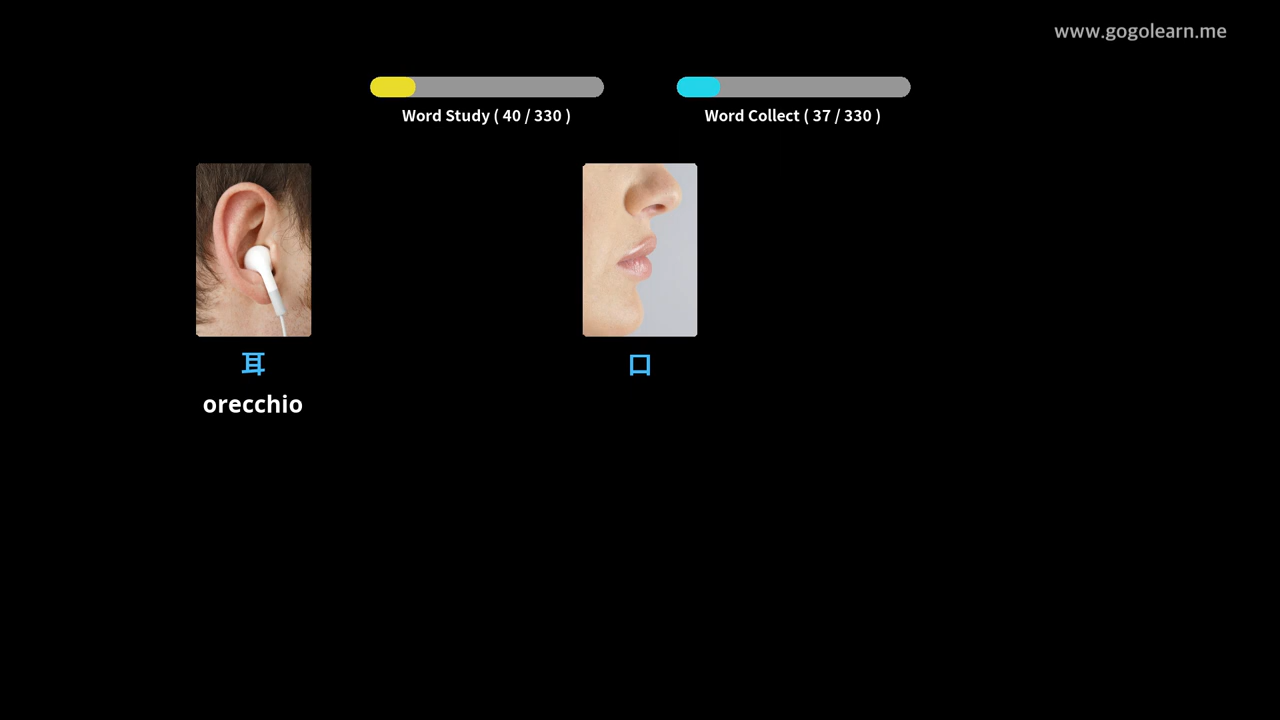 www.gogolearn.me
Word Study ( 40 / 330 )
Word Collect ( 37 / 330 )
耳
口
orecchio